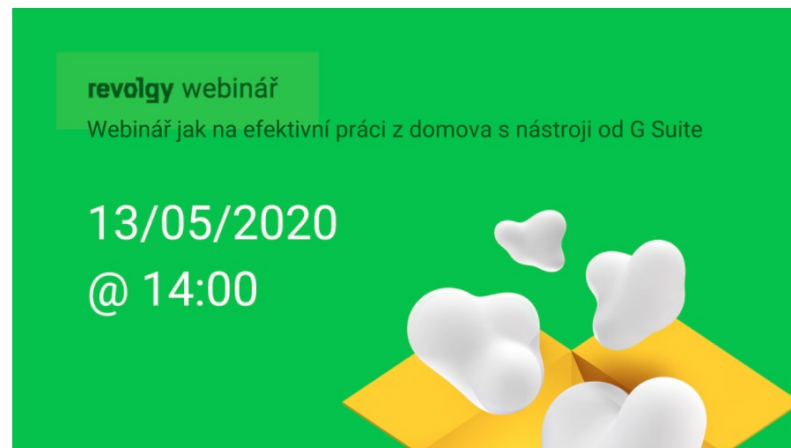 revolgy webinář
Webinář jak na efektivní práci z domova s nástroji od G Suite
13/05/2020
@ 14:00